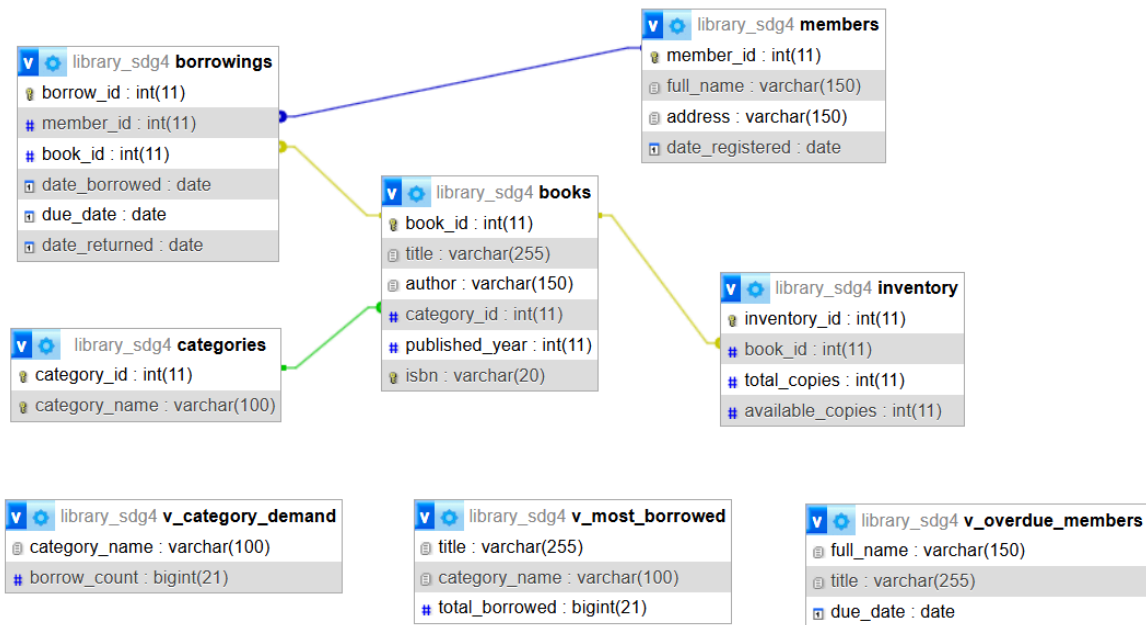 library_sdg4 members
member_id : int(11)
full_name : varchar(150)
address : varchar(150)
date_registered : date
library_sdg4 borrowings
borrow_id : int(11)
member_id : int(11)
book_id : int(11)
date_borrowed : date
due_date : date
date_returned : date
library_sdg4 books
book_id : int(11)
title : varchar(255)
author : varchar(150)
category_id : int(11)
published_year : int(11)
isbn : varchar(20)
library_sdg4 inventory
inventory_id : int(11)
book_id : int(11)
total_copies : int(11)
available_copies : int(11)
library_sdg4 categories
category_id : int(11)
category_name : varchar(100)
library_sdg4 v_category_demand
category_name : varchar(100)
borrow_count : bigint(21)
library_sdg4 v_most_borrowed
title : varchar(255)
category_name : varchar(100)
total_borrowed : bigint(21)
library_sdg4 v_overdue_members
full_name : varchar(150)
title : varchar(255)
due_date : date